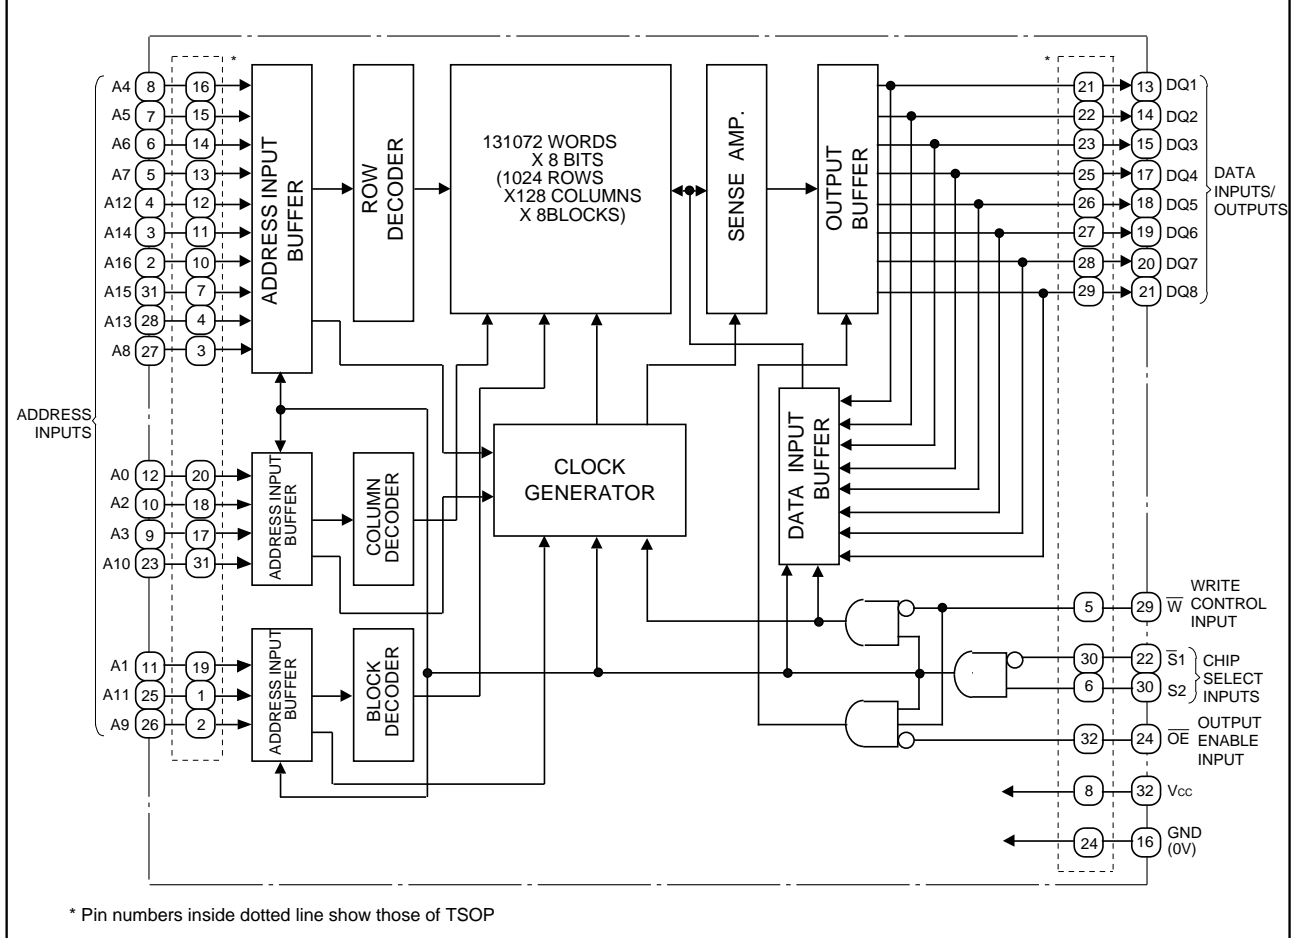 *
*
A4 8 16
A5 7 15
A6 6 14
A7 5 13
A12 4 12
A14 3 11
A16 2 10
A15 31 7
A13 28 4
A8 27 3
ADDRESS
INPUTS
A0 12 20
A2 10 18
A3 9 17
A10 23 31
A1 11 19
A11 25 1
A9 26 2
ADDRESS INPUT
BUFFER
ROW
DECODER
131072 WORDS
X 8 BITS
(1024 ROWS
X128 COLUMNS
X 8BLOCKS)
SENSE AMP.
OUTPUT
BUFFER
ADDRESS INPUT
BUFFER
COLUMN
DECODER
CLOCK
GENERATOR
DATA INPUT
BUFFER
ADDRESS INPUT
BUFFER
BLOCK
DECODER
21 13 DQ1
22 14 DQ2
23 15 DQ3
25 17 DQ4
26 18 DQ5
27 19 DQ6
28 20 DQ7
29 21 DQ8
DATA
INPUTS/
OUTPUTS
5 29 W̅
WRITE
CONTROL
INPUT
30 22 S̅1
6 30 S2
CHIP
SELECT
INPUTS
32 24 O̅E̅
OUTPUT
ENABLE
INPUT
8 32 Vcc
24 16 GND
(0V)
* Pin numbers inside dotted line show those of TSOP